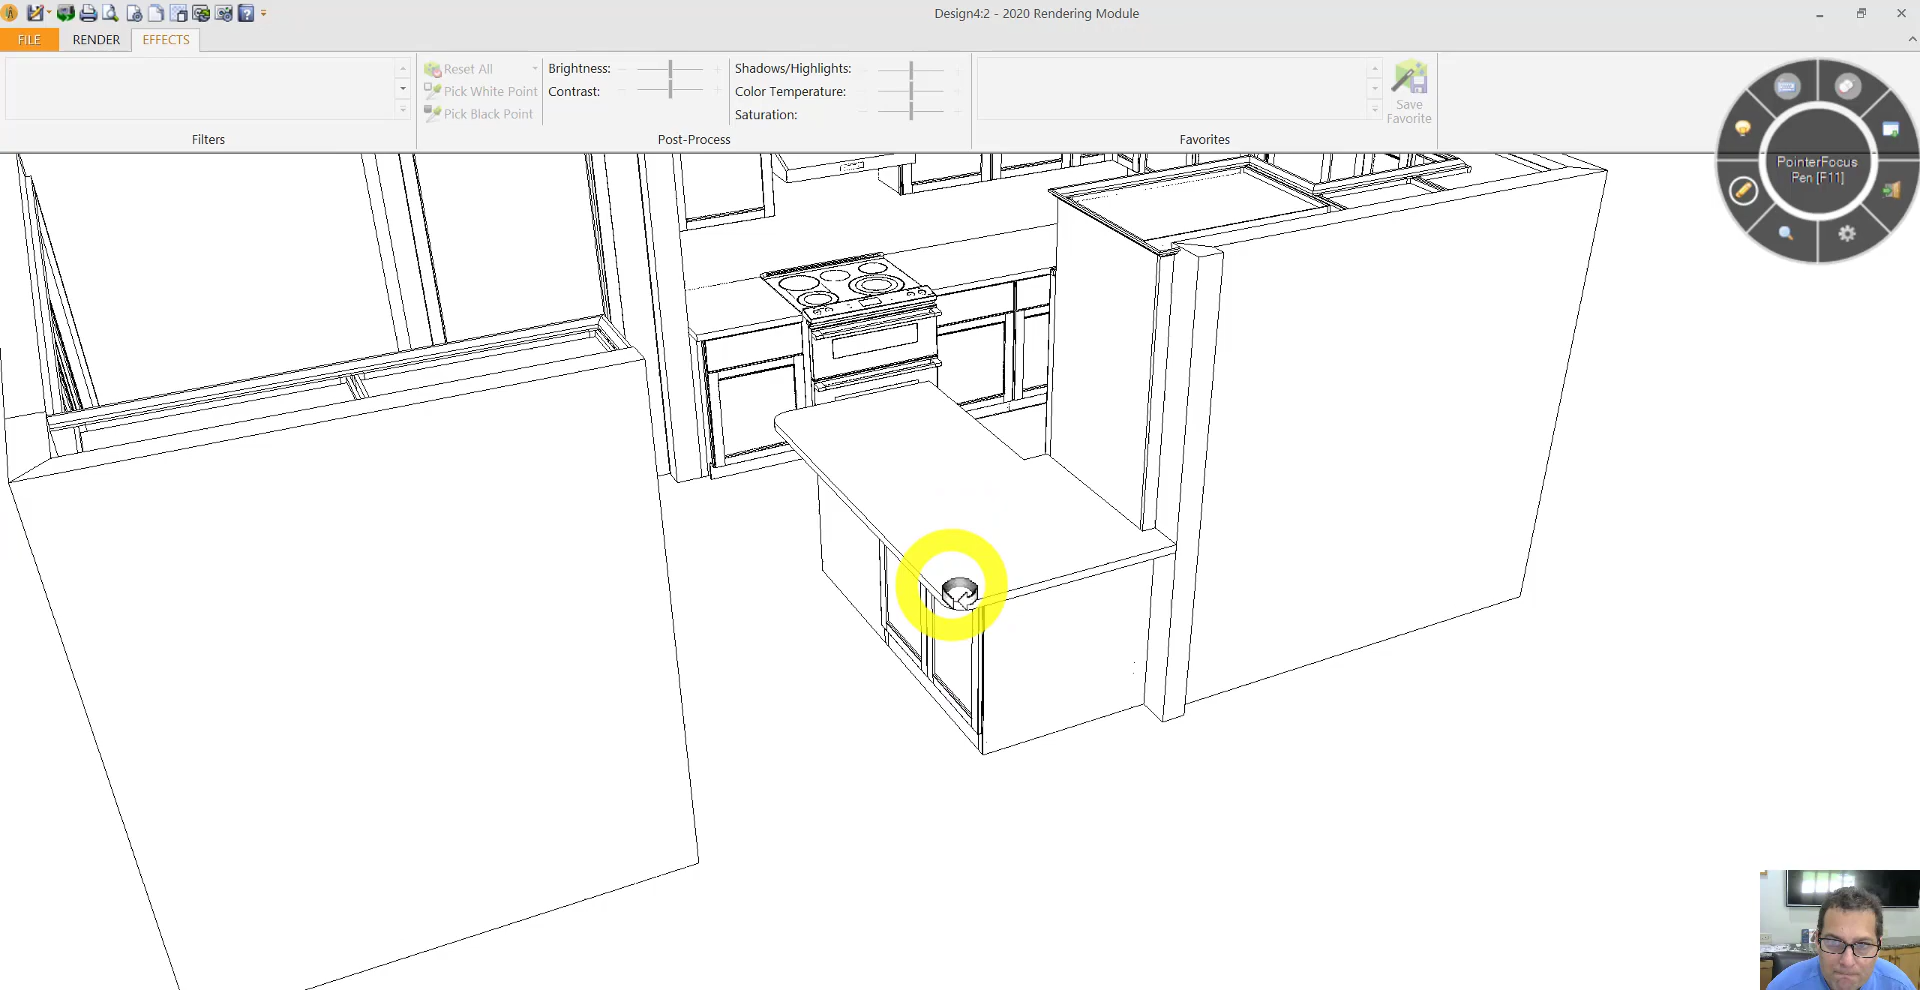 Design4:2 - 2020 Rendering Module
FILE RENDER EFFECTS
Reset All
Pick White Point
Pick Black Point
Brightness:
Contrast:
Shadows/Highlights:
Color Temperature:
Saturation:
Save
Favorite
Filters
Post-Process
Favorites
PointerFocus
Pen [F11]